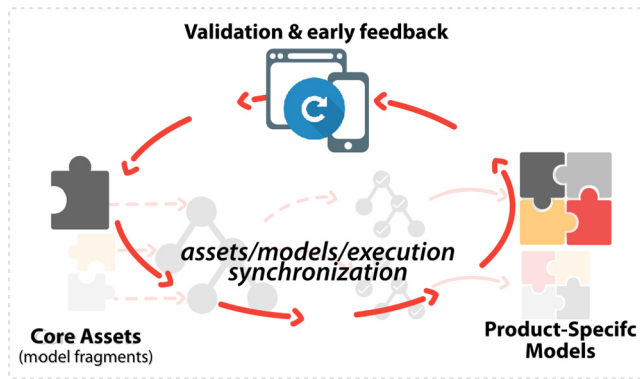 Validation & early feedback
assets/models/execution
synchronization
Core Assets
(model fragments)
Product-Specifc
Models